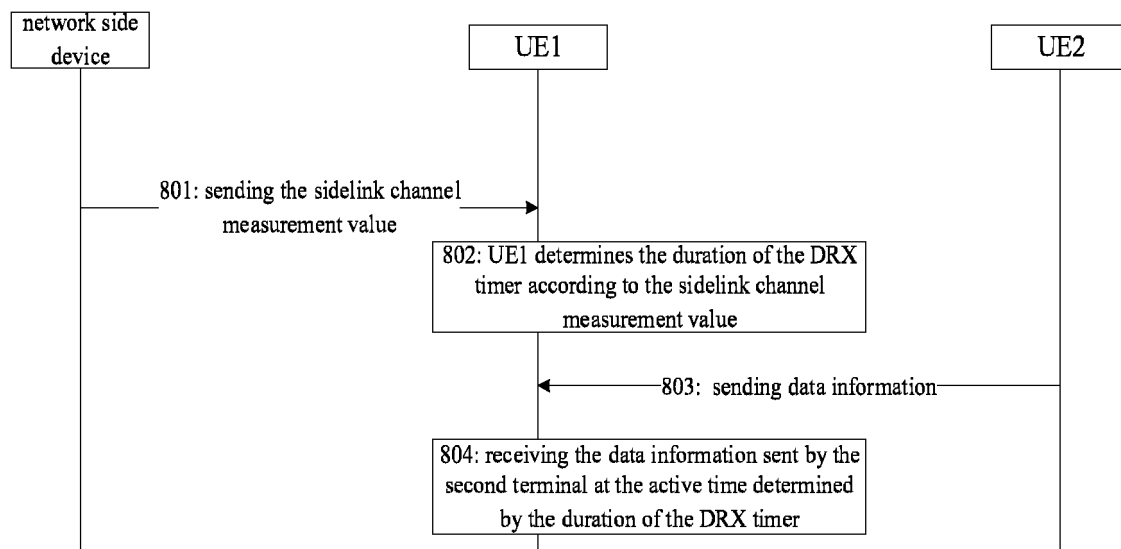 network side
device
UE1
UE2
801: sending the sidelink channel
measurement value
802: UE1 determines the duration of the DRX
timer according to the sidelink channel
measurement value
803: sending data information
804: receiving the data information sent by the
second terminal at the active time determined
by the duration of the DRX timer